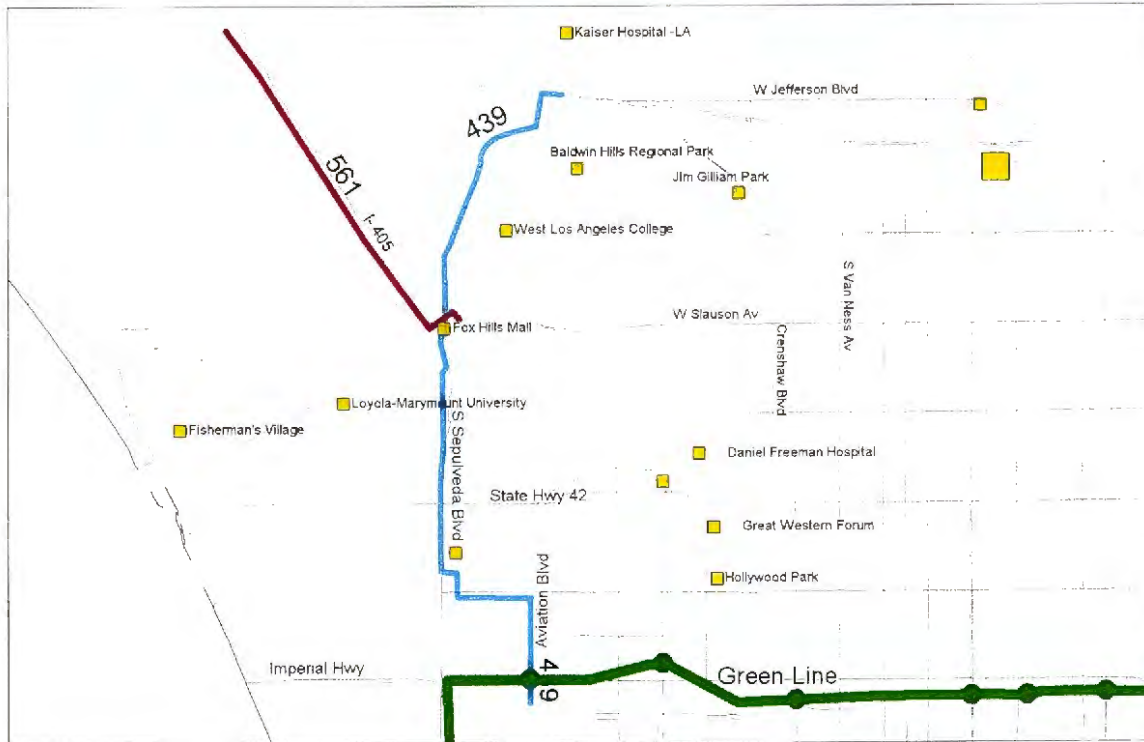 Kaiser Hospital -LA
W Jefferson Blvd
439
Baldwin Hills Regional Park
Jim Gilliam Park
561
I-405
West Los Angeles College
S Van Ness Av
W Slauson Av
Fox Hills Mall
Crenshaw Blvd
Loyola-Marymount University
Fisherman's Village
S Sepulveda Blvd
Daniel Freeman Hospital
State Hwy 42
Great Western Forum
Aviation Blvd
Hollywood Park
Imperial Hwy
Green Line